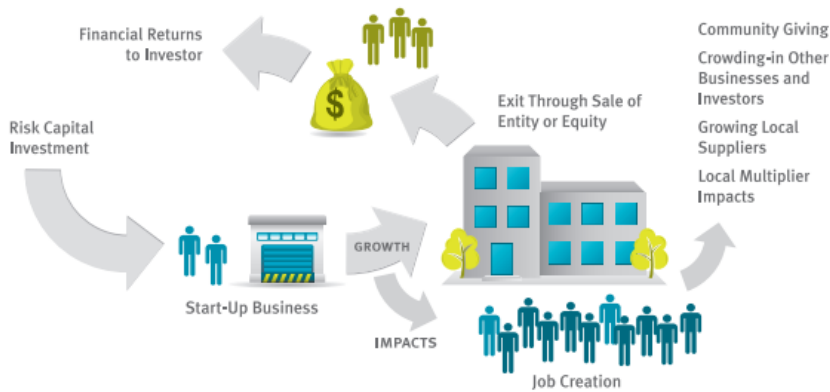 Financial Returns
to Investor
Risk Capital
Investment
$
Exit Through Sale of
Entity or Equity
Community Giving
Crowding-in Other
Businesses and
Investors
Growing Local
Suppliers
Local Multiplier
Impacts
GROWTH
Start-Up Business
IMPACTS
Job Creation